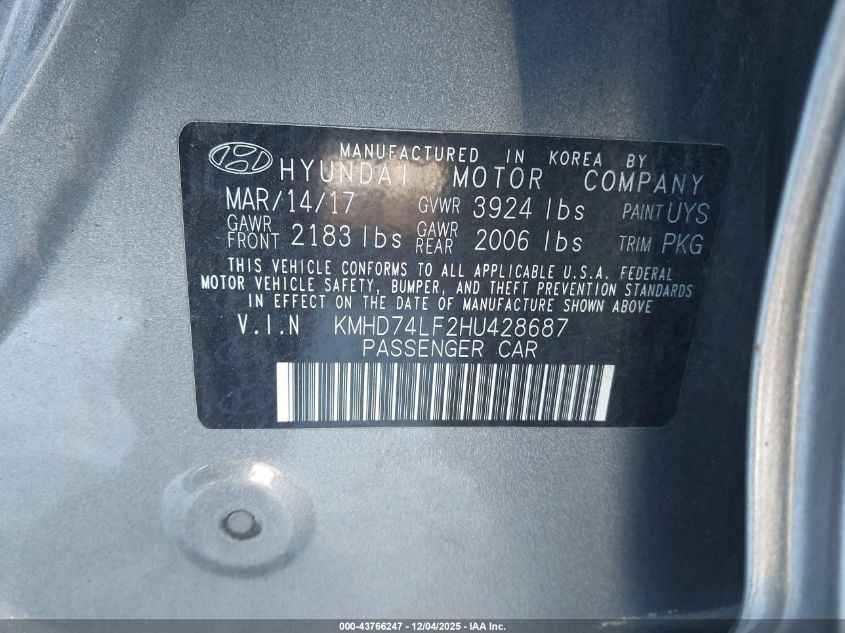 MANUFACTURED IN KOREA BY
HYUNDAI MOTOR COMPANY
MAR/14/17 GVWR 3924 lbs PAINT UYS
GAWR FRONT 2183 lbs GAWR REAR 2006 lbs TRIM PKG
THIS VEHICLE CONFORMS TO ALL APPLICABLE U.S.A. FEDERAL
MOTOR VEHICLE SAFETY, BUMPER, AND THEFT PREVENTION STANDARDS
IN EFFECT ON THE DATE OF MANUFACTURE SHOWN ABOVE
V.I.N KMHD74LF2HU428687
PASSENGER CAR
000-43766247 - 12/04/2025 - IAA Inc.